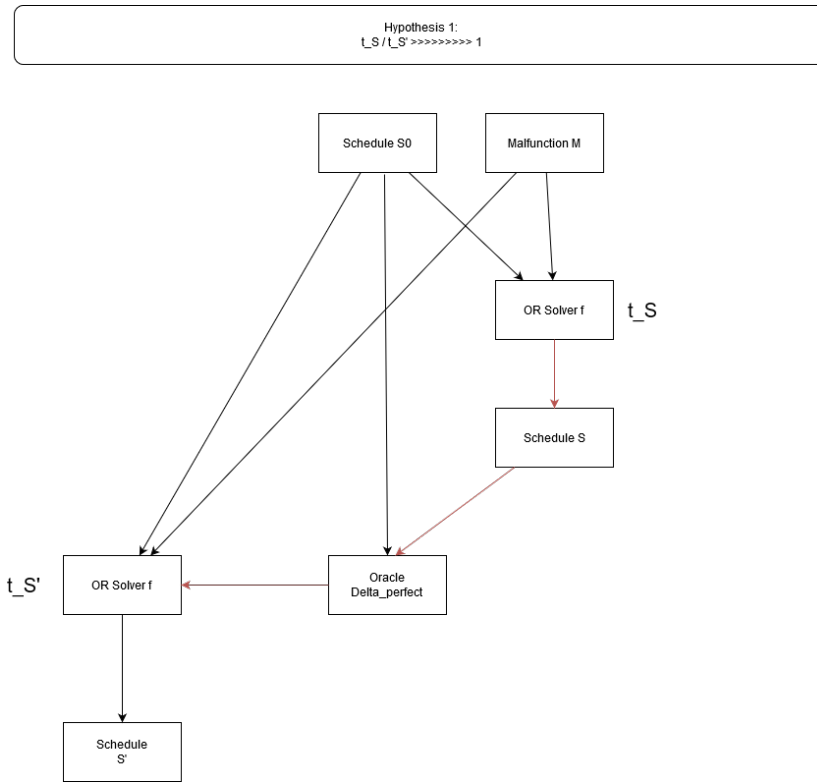 Hypothesis 1:
t_S / t_S' >>>>>>>>> 1
Schedule S0
Malfunction M
OR Solver f
t_S
Schedule S
t_S'
OR Solver f
Oracle
Delta_perfect
Schedule
S'